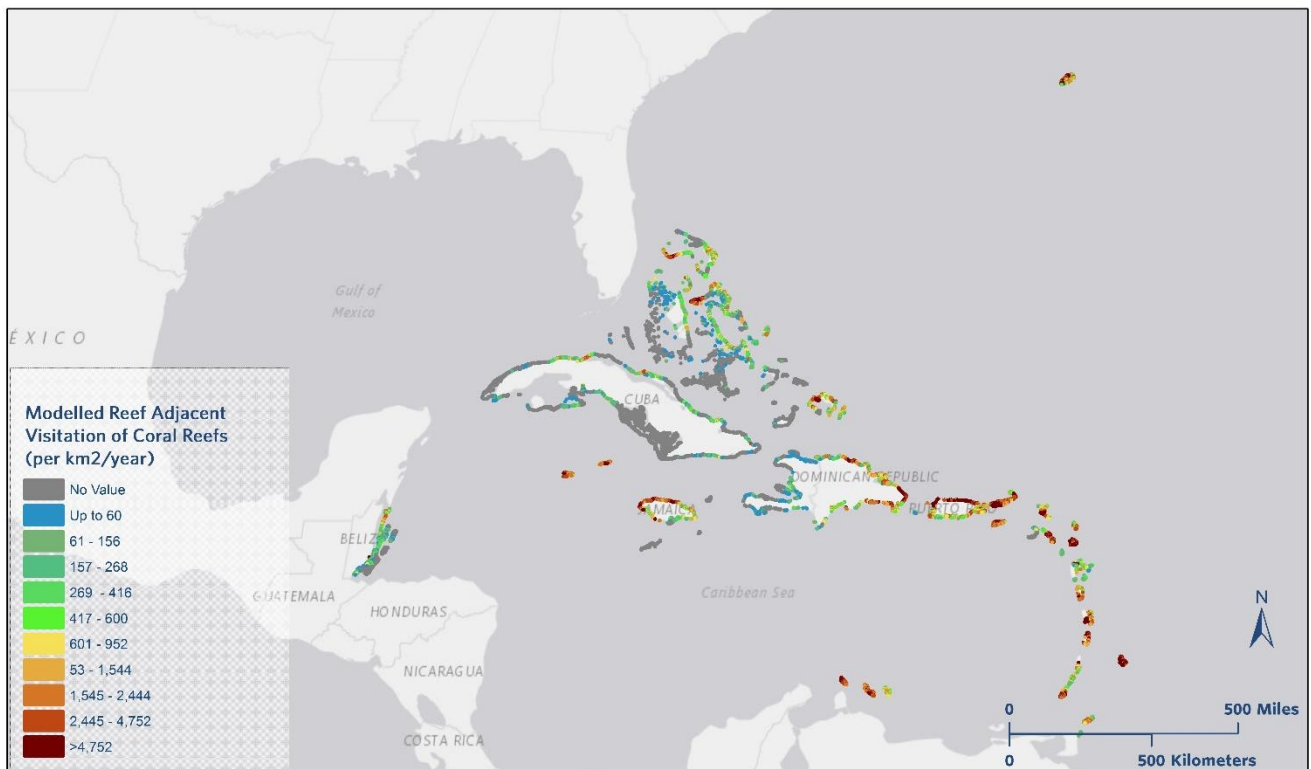 Gulf of
Mexico
ÉXICO
CUBA
DOMINICAN REPUBLIC
JAMAICA
PUERTO RICO
BELIZ
Caribbean Sea
GUATEMALA
HONDURAS
NICARAGUA
COSTA RICA
Modelled Reef Adjacent
Visitation of Coral Reefs
(per km2/year)
No Value
Up to 60
61 - 156
157 - 268
269 - 416
417 - 600
601 - 952
53 - 1,544
1,545 - 2,444
2,445 - 4,752
>4,752
N
0 500 Miles
0 500 Kilometers